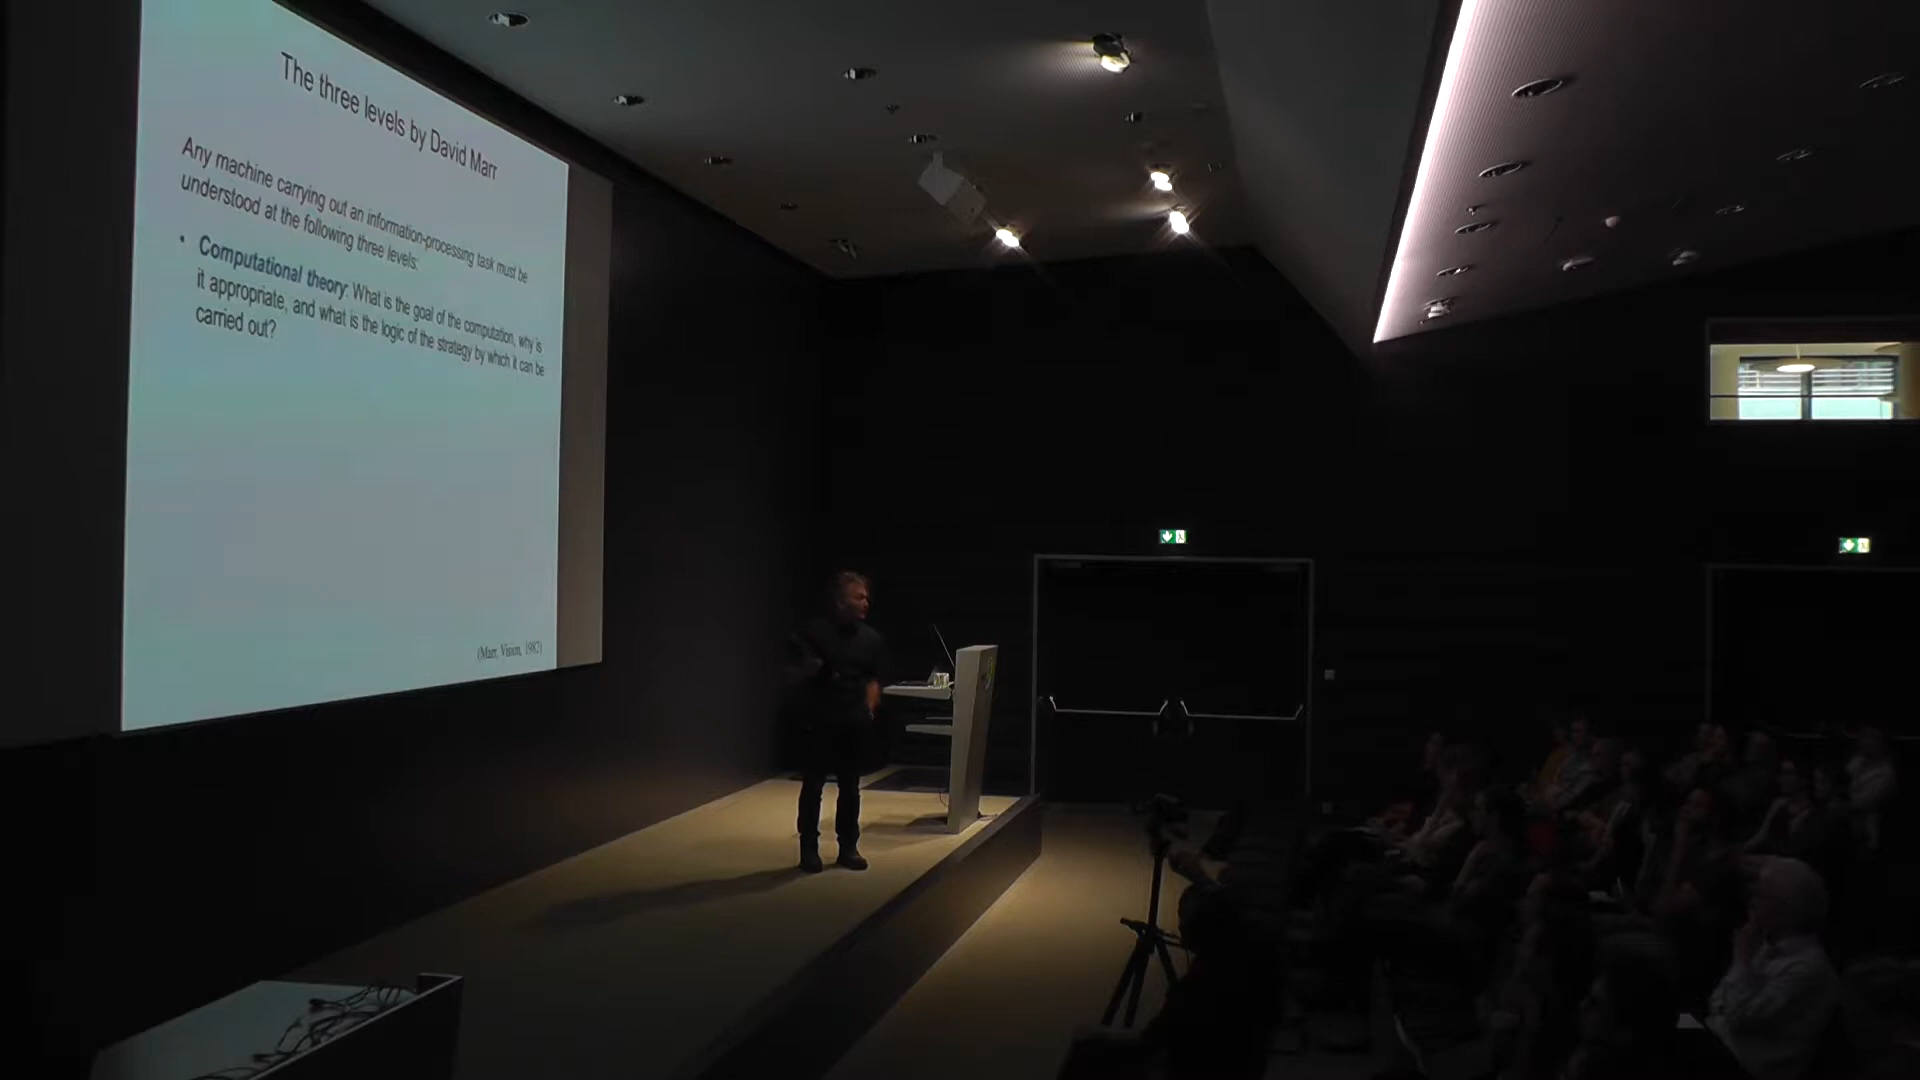 The three levels by David Marr
Any machine carrying out an information-processing task must be
understood at the following three levels:
• Computational theory: What is the goal of the computation, why is
it appropriate, and what is the logic of the strategy by which it can be
carried out?
(Marr, Vision, 1982)